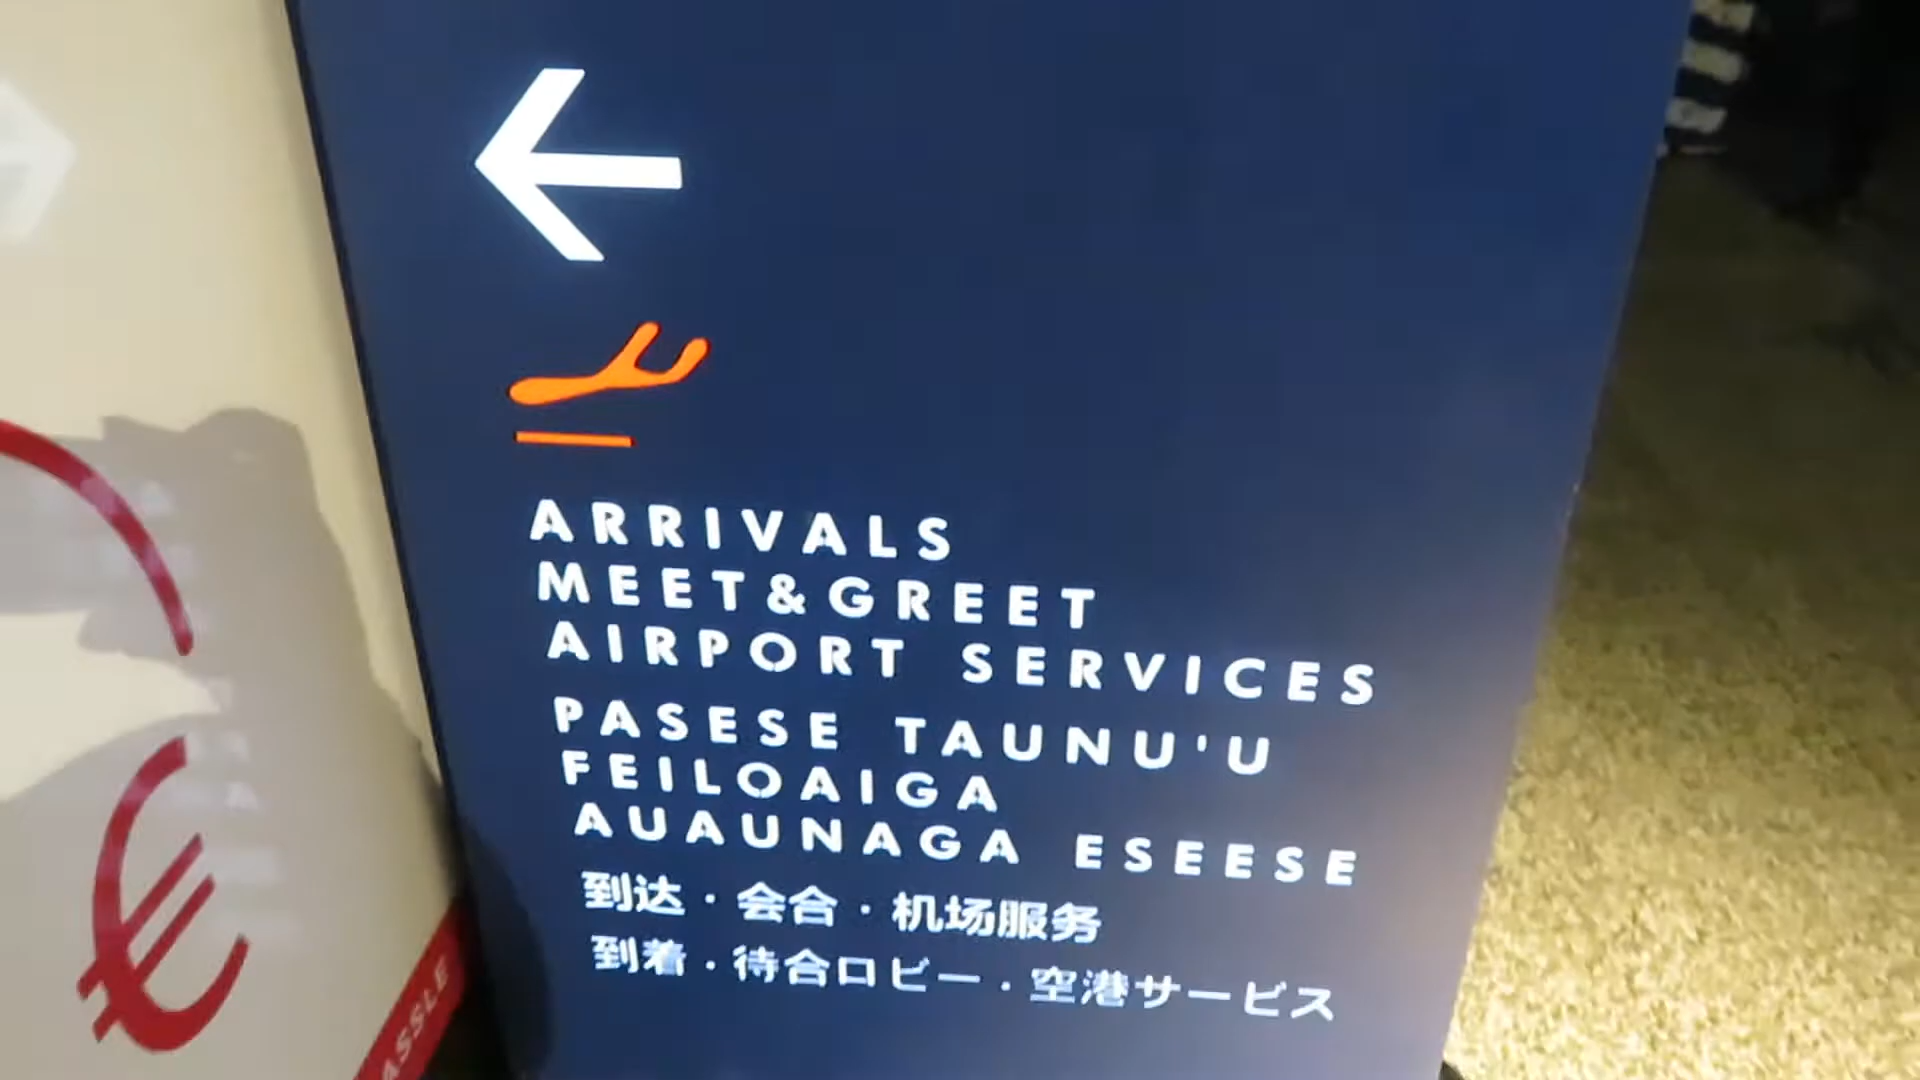 ARRIVALS
MEET&GREET
AIRPORT SERVICES
PASESE TAUNU'U
FEILOAIGA
AUAUNAGA ESEESE
到达・会合・机场服务
到着・待合ロビー・空港サービス
€
ASSLE